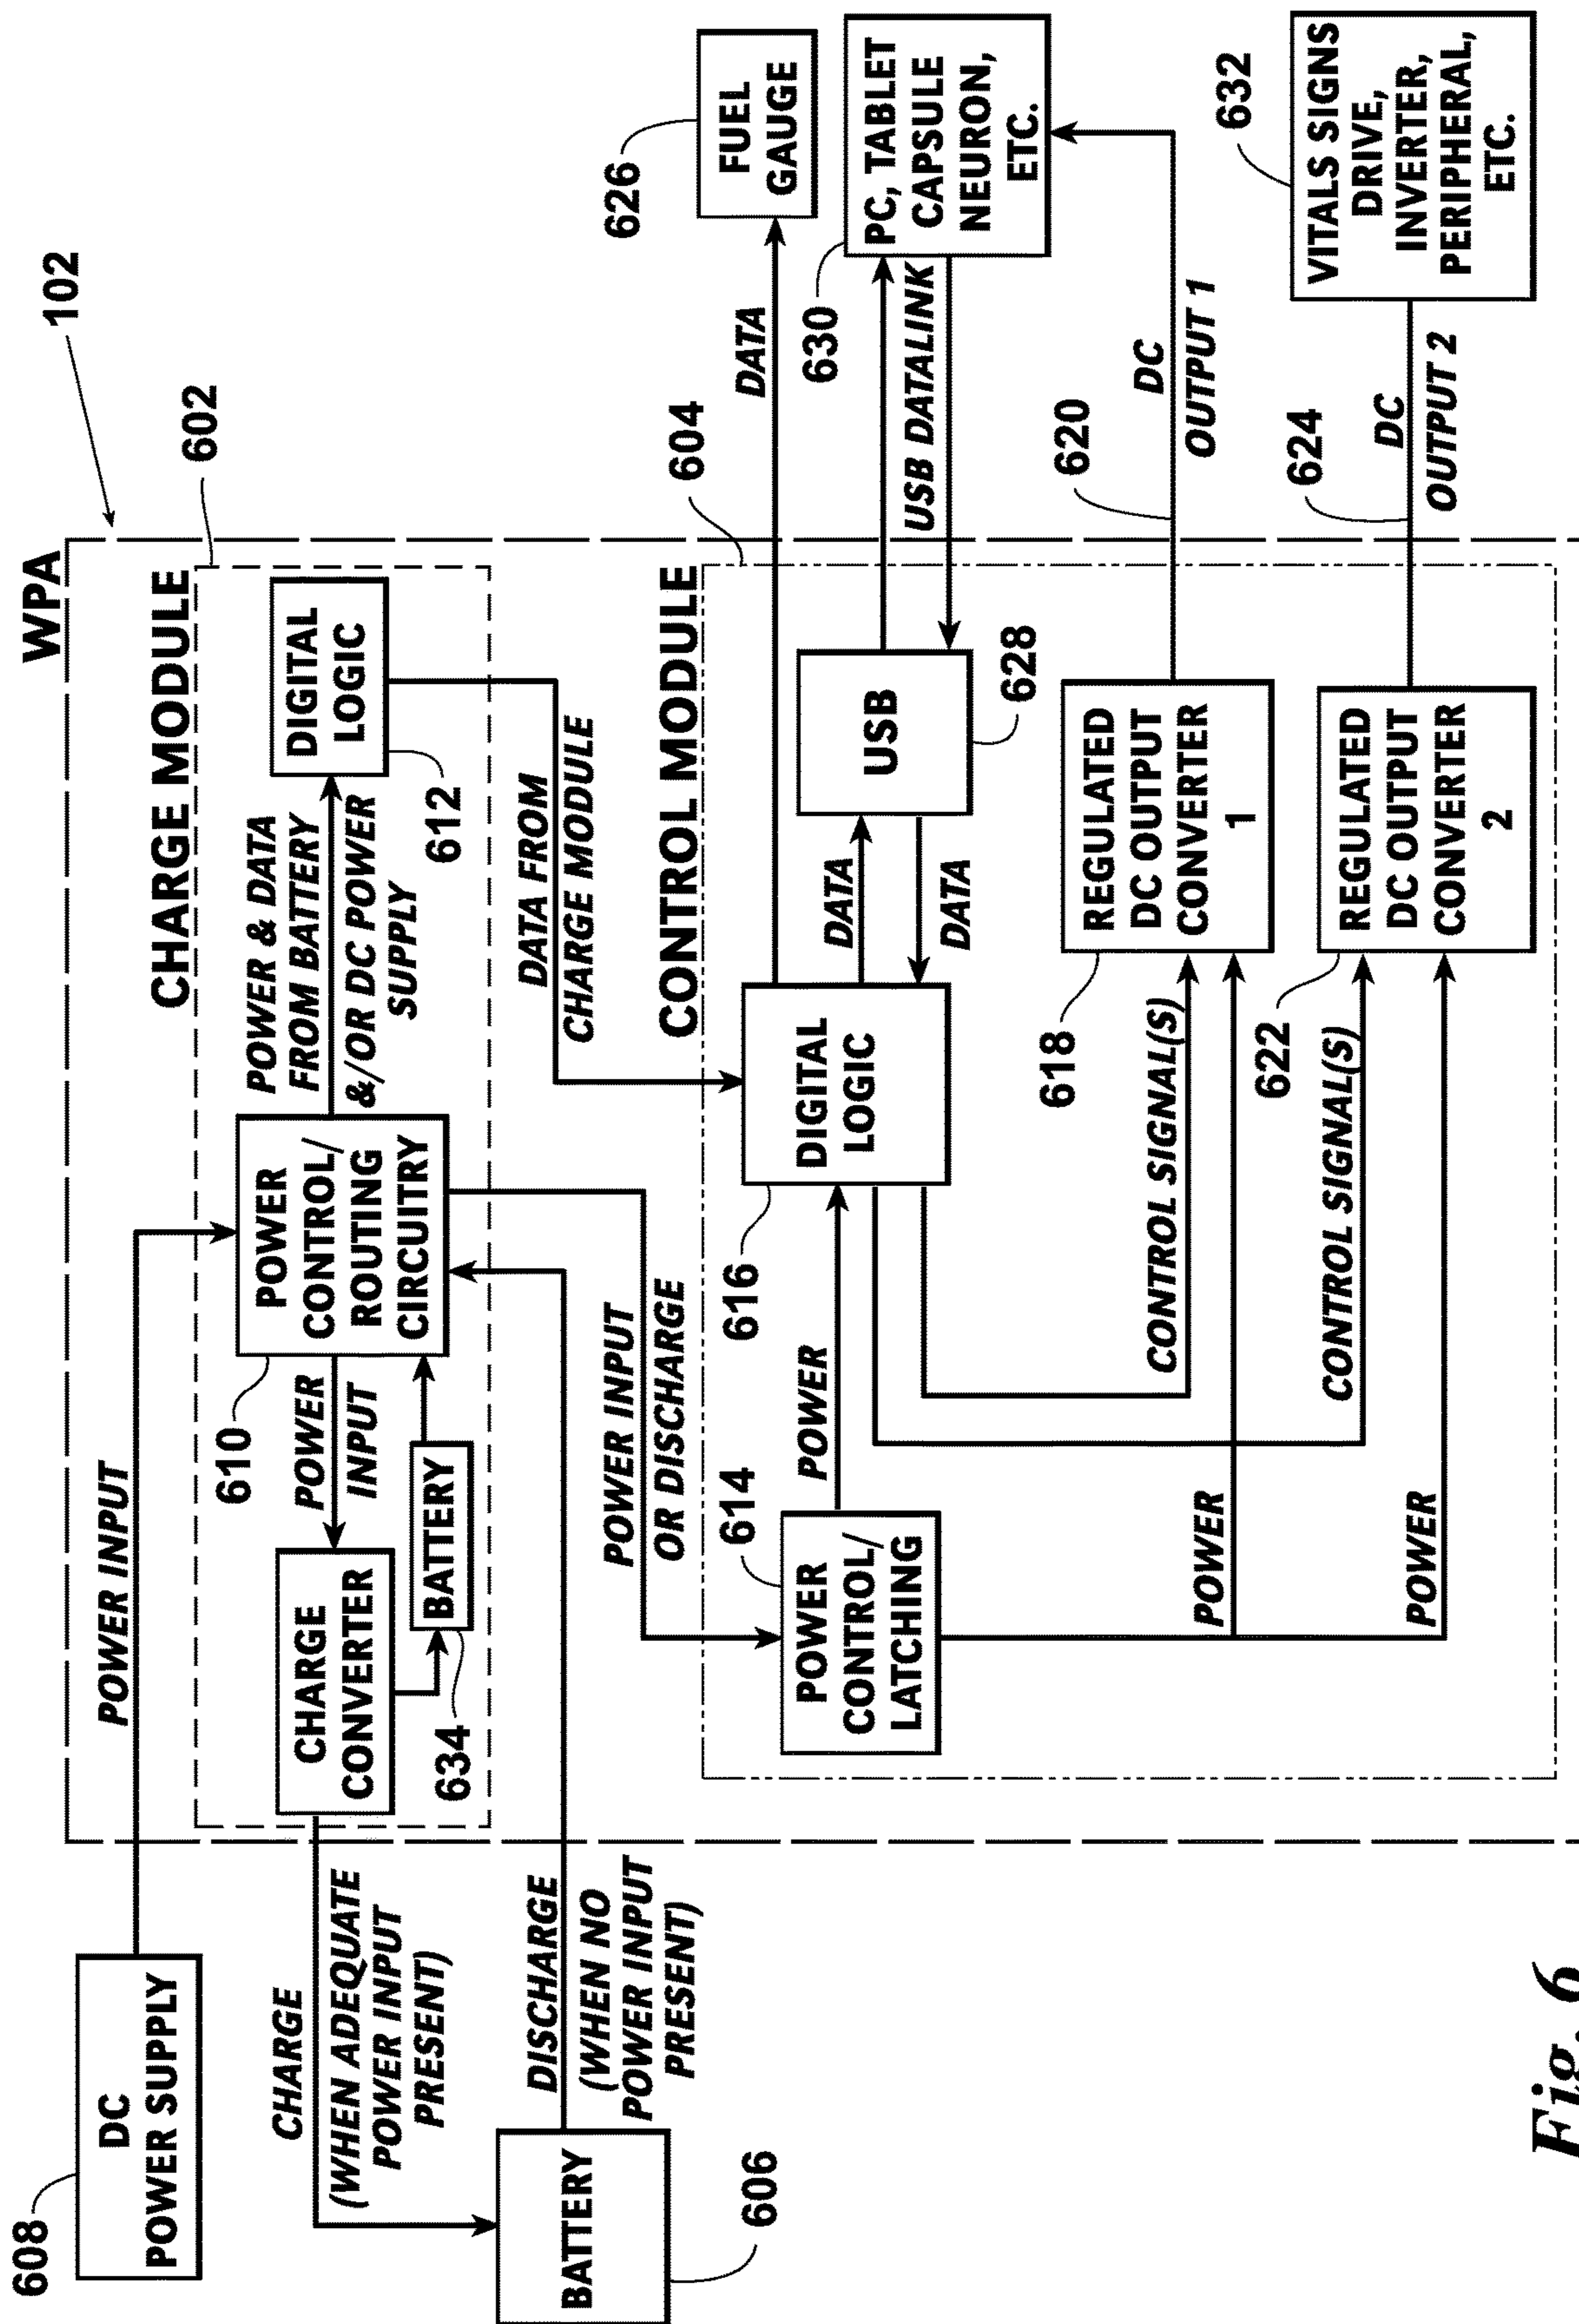 WPA
102
608
DC
POWER SUPPLY
POWER INPUT
CHARGE MODULE
602
CHARGE
(WHEN ADEQUATE
POWER INPUT
PRESENT)
CHARGE
CONVERTER
POWER
INPUT
610
POWER
CONTROL/
ROUTING
CIRCUITRY
POWER & DATA
FROM BATTERY
&/OR DC POWER
SUPPLY
DIGITAL
LOGIC
612
634
BATTERY
BATTERY
606
DISCHARGE
(WHEN NO
POWER INPUT
PRESENT)
POWER INPUT
OR DISCHARGE
DATA FROM
CHARGE MODULE
CONTROL MODULE
604
614
POWER
CONTROL/
LATCHING
POWER
616
DIGITAL
LOGIC
DATA
DATA
USB
628
DATA
626
FUEL
GAUGE
USB DATALINK
630
PC, TABLET
CAPSULE
NEURON,
ETC.
CONTROL SIGNAL(S)
POWER
618
REGULATED
DC OUTPUT
CONVERTER
1
620
DC
OUTPUT 1
CONTROL SIGNAL(S)
POWER
622
REGULATED
DC OUTPUT
CONVERTER
2
624
DC
OUTPUT 2
632
VITALS SIGNS
DRIVE,
INVERTER,
PERIPHERAL,
ETC.
Fig. 6